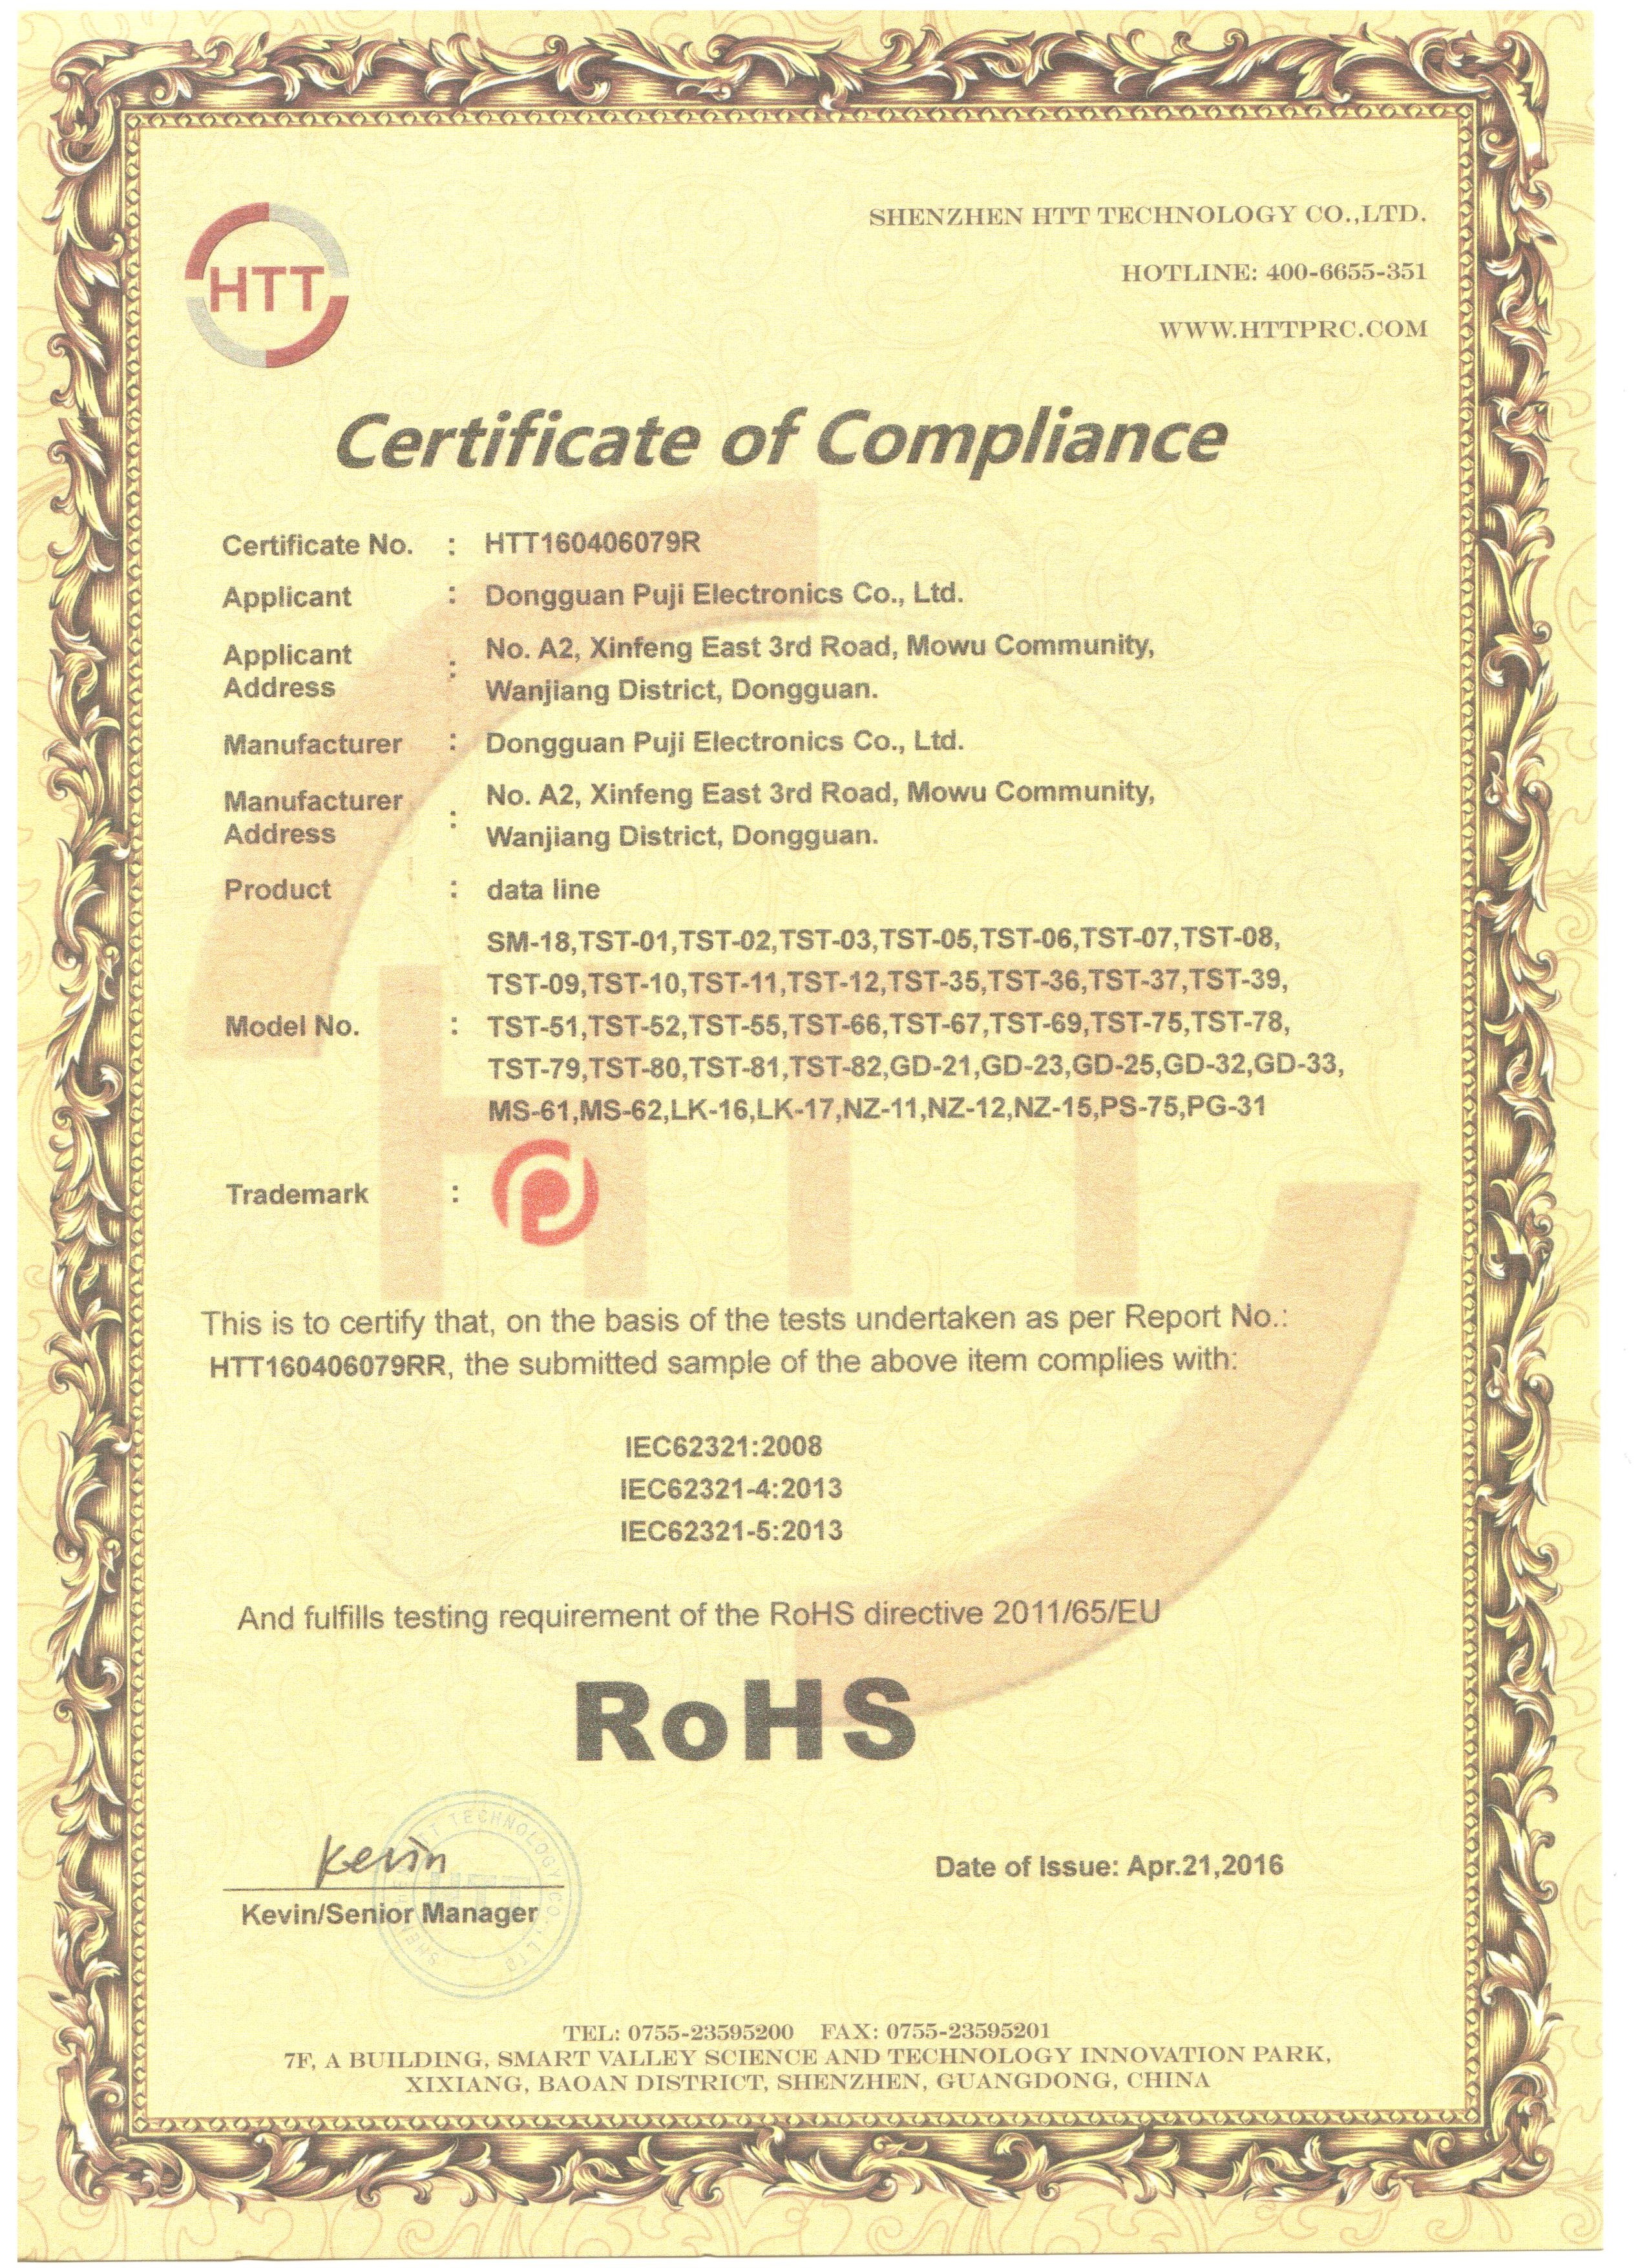 HTT
SHENZHEN HTT TECHNOLOGY CO.,LTD.
HOTLINE: 400-6655-351
WWW.HTTPRC.COM
Certificate of Compliance
Certificate No. : HTT160406079R
Applicant : Dongguan Puji Electronics Co., Ltd.
Applicant Address : No. A2, Xinfeng East 3rd Road, Mowu Community,
Wanjiang District, Dongguan.
Manufacturer : Dongguan Puji Electronics Co., Ltd.
Manufacturer Address : No. A2, Xinfeng East 3rd Road, Mowu Community,
Wanjiang District, Dongguan.
Product : data line
SM-18,TST-01,TST-02,TST-03,TST-05,TST-06,TST-07,TST-08,
TST-09,TST-10,TST-11,TST-12,TST-35,TST-36,TST-37,TST-39,
Model No. : TST-51,TST-52,TST-55,TST-66,TST-67,TST-69,TST-75,TST-78,
TST-79,TST-80,TST-81,TST-82,GD-21,GD-23,GD-25,GD-32,GD-33,
MS-61,MS-62,LK-16,LK-17,NZ-11,NZ-12,NZ-15,PS-75,PG-31
Trademark :
HTT
This is to certify that, on the basis of the tests undertaken as per Report No.:
HTT160406079RR, the submitted sample of the above item complies with:
IEC62321:2008
IEC62321-4:2013
IEC62321-5:2013
And fulfills testing requirement of the RoHS directive 2011/65/EU
RoHS
Kevin
Kevin/Senior Manager
HTT
Date of Issue: Apr.21,2016
TEL: 0755-23595200 FAX: 0755-23595201
7F, A BUILDING, SMART VALLEY SCIENCE AND TECHNOLOGY INNOVATION PARK,
XIXIANG, BAOAN DISTRICT, SHENZHEN, GUANGDONG, CHINA